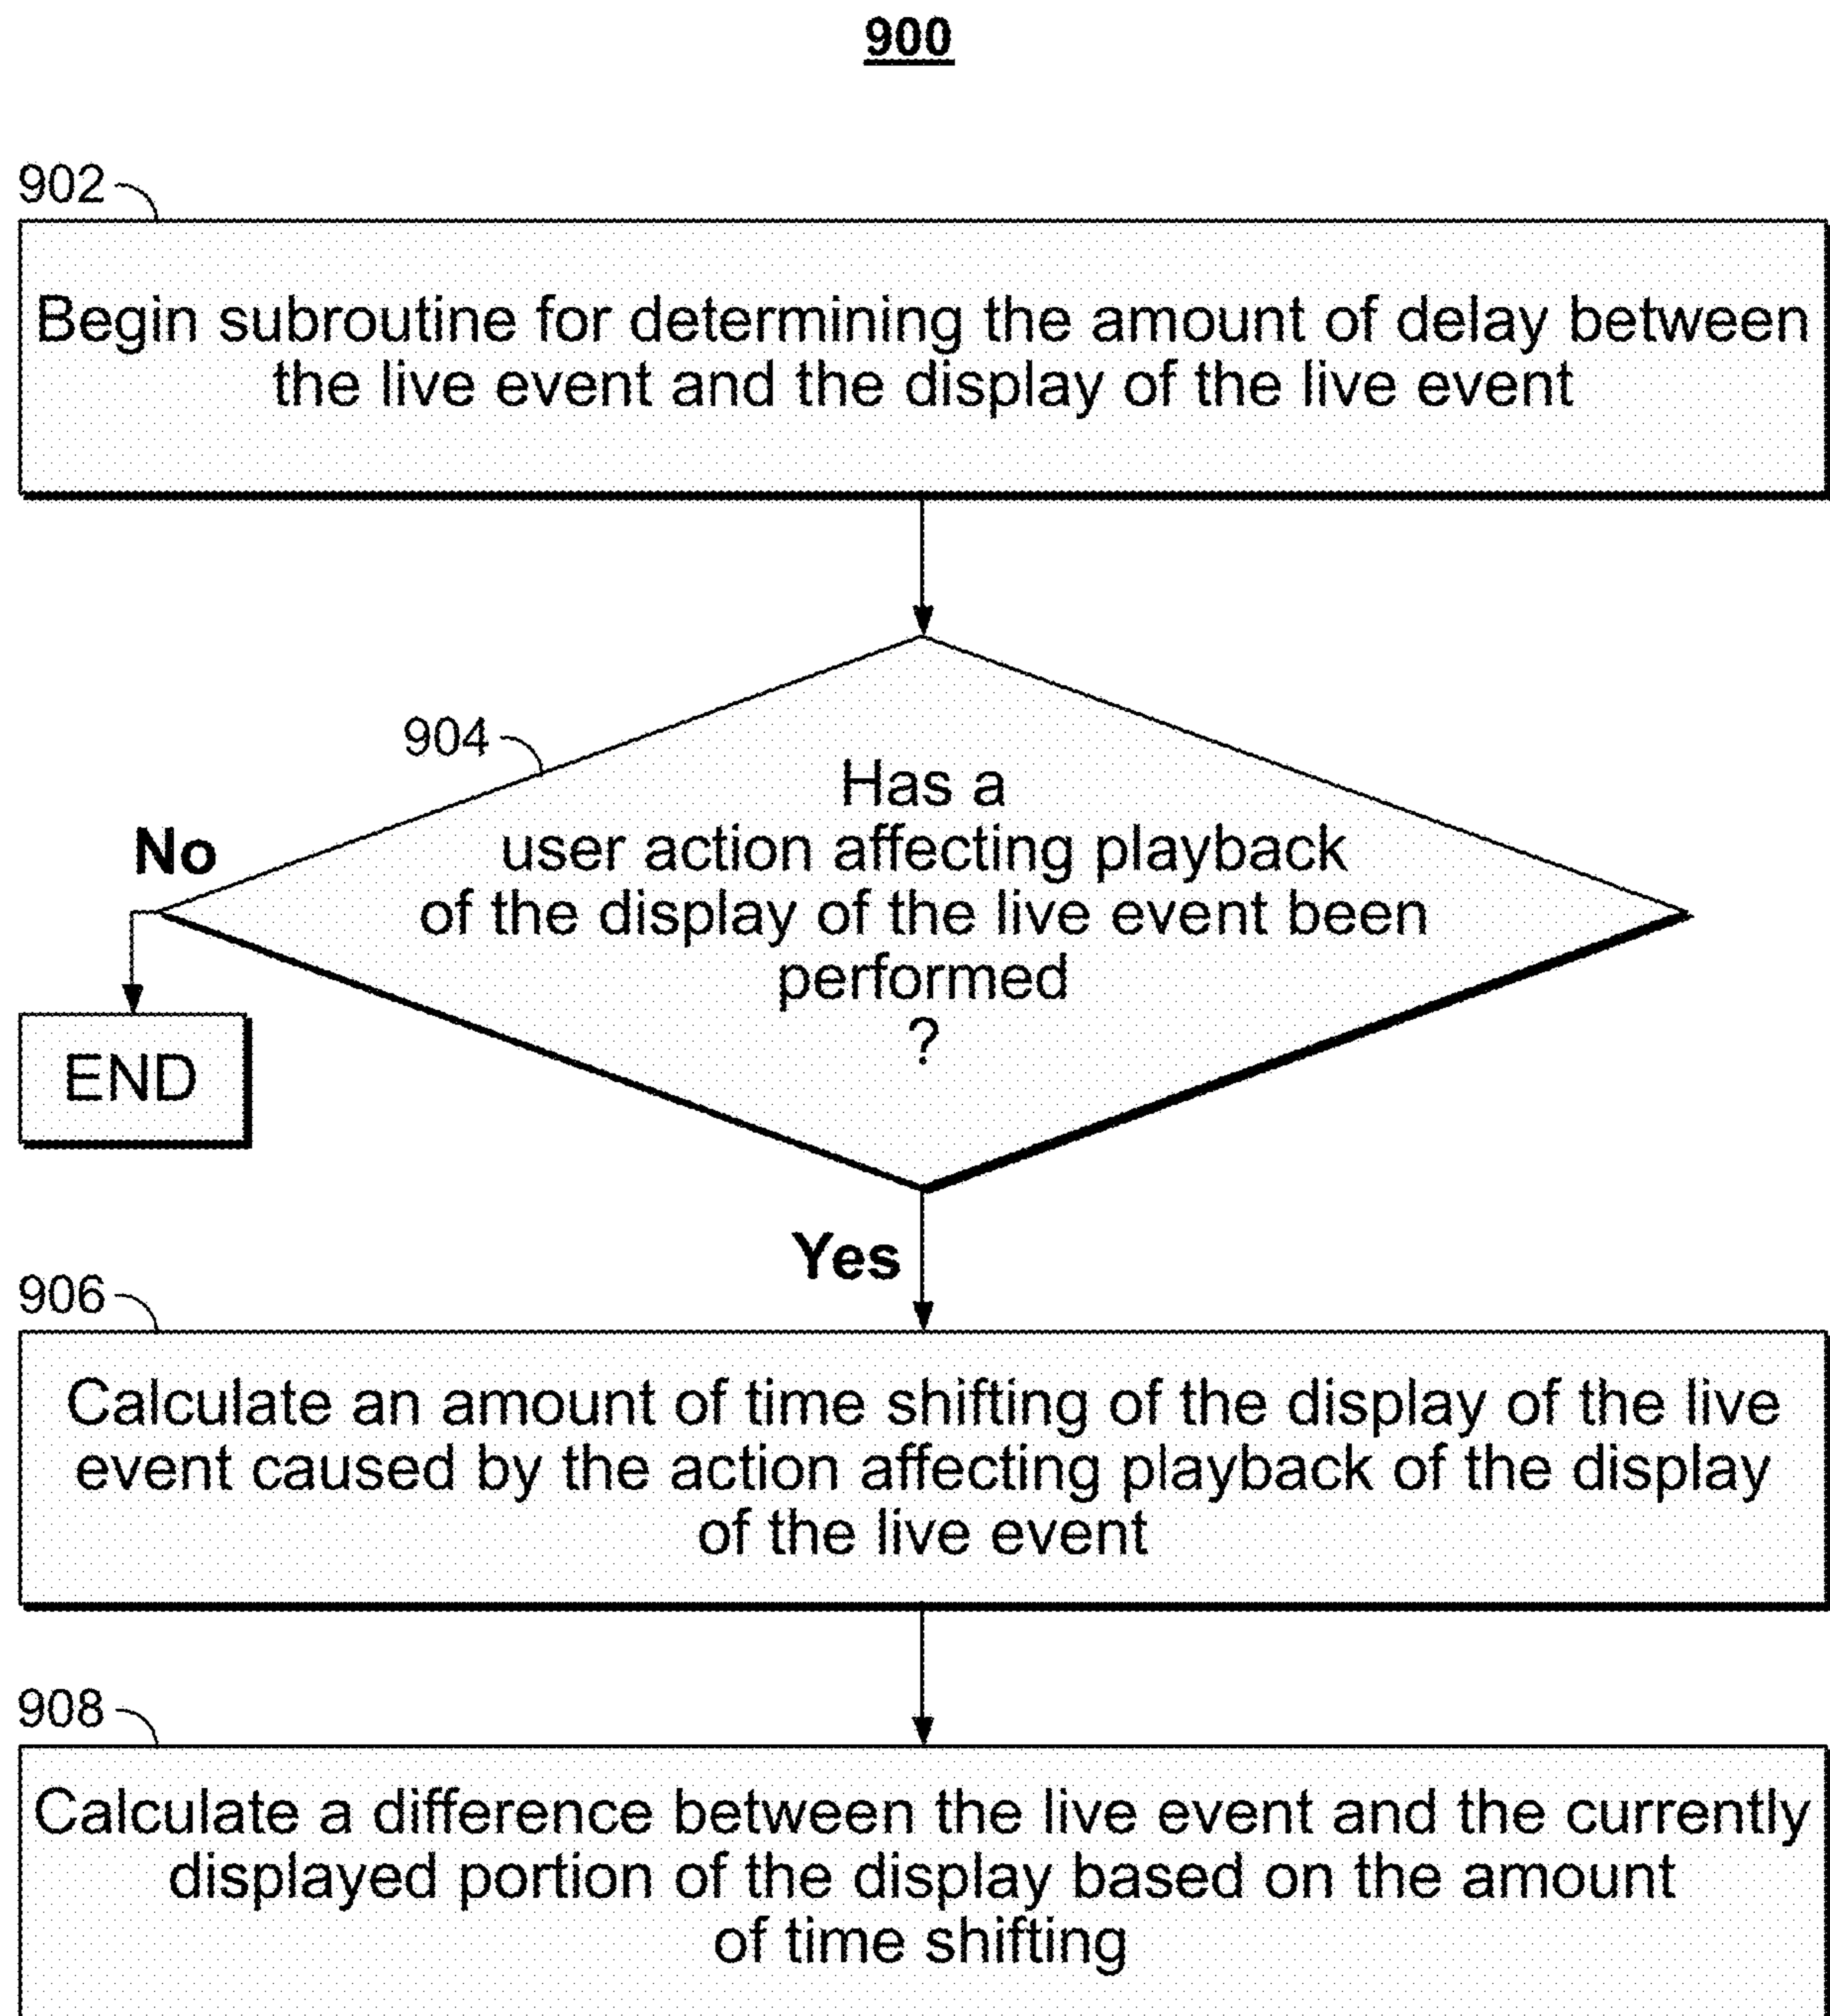 900
902
Begin subroutine for determining the amount of delay between
the live event and the display of the live event
904
Has a
user action affecting playback
of the display of the live event been
performed
?
No
END
Yes
906
Calculate an amount of time shifting of the display of the live
event caused by the action affecting playback of the display
of the live event
908
Calculate a difference between the live event and the currently
displayed portion of the display based on the amount
of time shifting